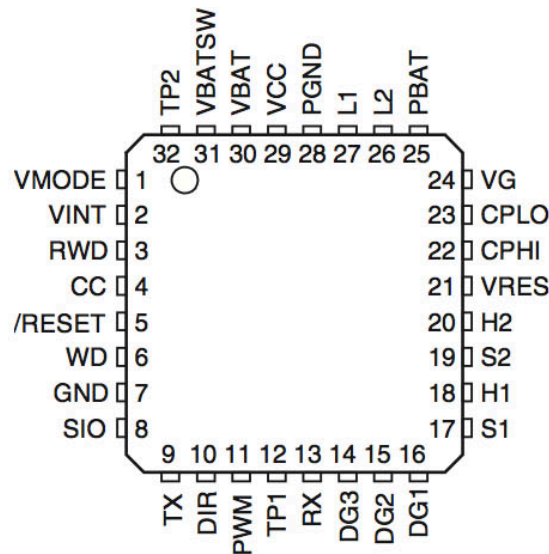 TP2
VBATSW
VBAT
VCC
PGND
L1
L2
PBAT
32 31 30 29 28 27 26 25
VMODE 1
VINT 2
RWD 3
CC 4
/RESET 5
WD 6
GND 7
SIO 8
24 VG
23 CPLO
22 CPHI
21 VRES
20 H2
19 S2
18 H1
17 S1
9 10 11 12 13 14 15 16
TX
DIR
PWM
TP1
RX
DG3
DG2
DG1